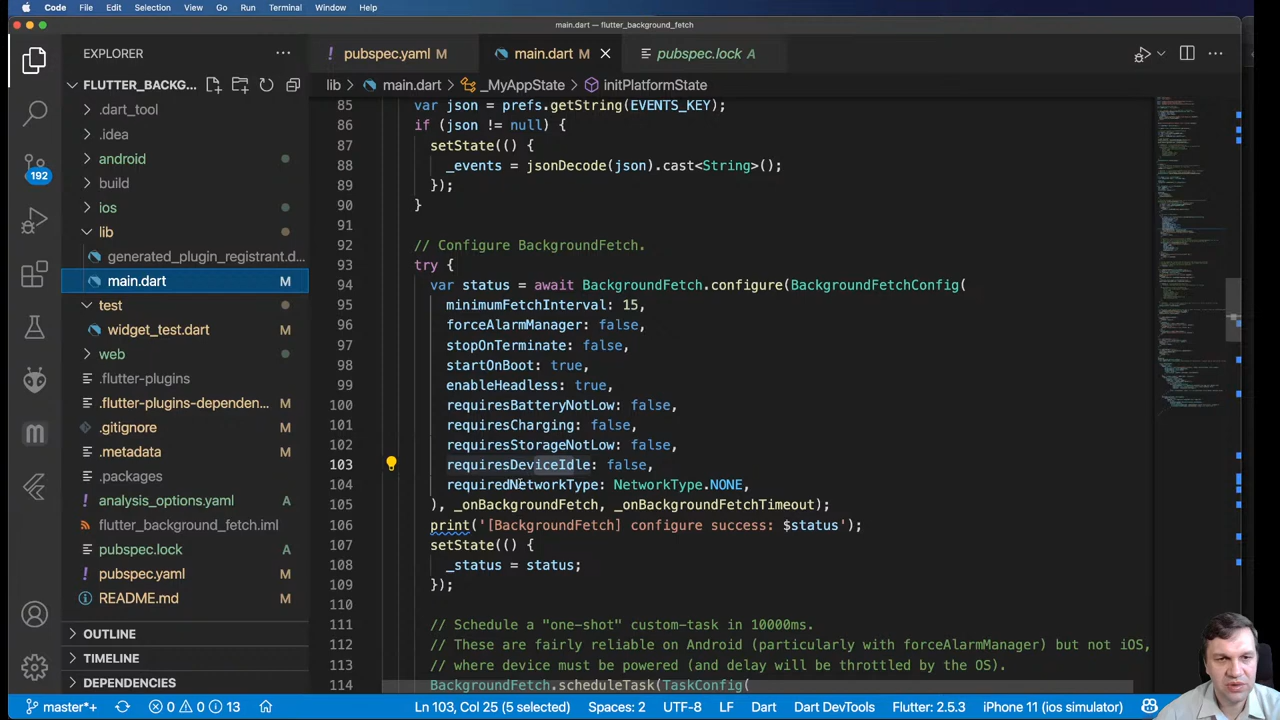 Code File Edit Selection View Go Run Terminal Window Help
main.dart — flutter_background_fetch
EXPLORER
pubspec.yaml M
main.dart M
pubspec.lock A
FLUTTER_BACKG...
lib main.dart _MyAppState initPlatformState
.dart_tool
.idea
android
build
ios
lib
generated_plugin_registrant.d...
main.dart M
test
widget_test.dart M
web
.flutter-plugins
.flutter-plugins-dependen... M
.gitignore M
.metadata M
.packages
analysis_options.yaml A
flutter_background_fetch.iml
pubspec.lock A
pubspec.yaml M
README.md M
OUTLINE
TIMELINE
DEPENDENCIES
192
85 var json = prefs.getString(EVENTS_KEY);
86 if (json != null) {
87 setState(() {
88 _events = jsonDecode(json).cast<String>();
89 });
90 }
91
92 // Configure BackgroundFetch.
93 try {
94 var status = await BackgroundFetch.configure(BackgroundFetchConfig(
95 minimumFetchInterval: 15,
96 forceAlarmManager: false,
97 stopOnTerminate: false,
98 startOnBoot: true,
99 enableHeadless: true,
100 requiresBatteryNotLow: false,
101 requiresCharging: false,
102 requiresStorageNotLow: false,
103 requiresDeviceIdle: false,
104 requiredNetworkType: NetworkType.NONE,
105 ), _onBackgroundFetch, _onBackgroundFetchTimeout);
106 print('[BackgroundFetch] configure success: $status');
107 setState(() {
108 _status = status;
109 });
110
111 // Schedule a "one-shot" custom-task in 10000ms.
112 // These are fairly reliable on Android (particularly with forceAlarmManager) but not iOS,
113 // where device must be powered (and delay will be throttled by the OS).
114 BackgroundFetch.scheduleTask(TaskConfig(
master*+ 0 0 13 Ln 103, Col 25 (5 selected) Spaces: 2 UTF-8 LF Dart Dart DevTools Flutter: 2.5.3 iPhone 11 (ios simulator)